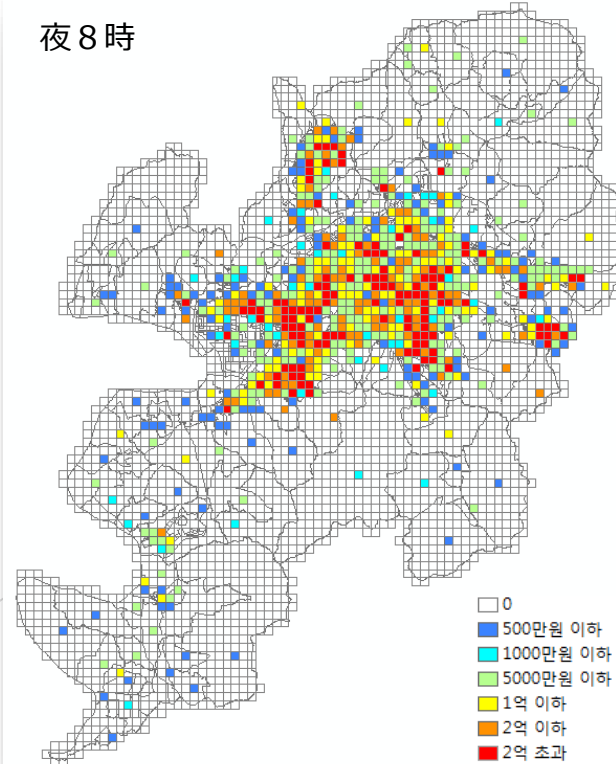 夜８時
0
500만원 이하
1000만원 이하
5000만원 이하
1억 이하
2억 이하
2억 초과